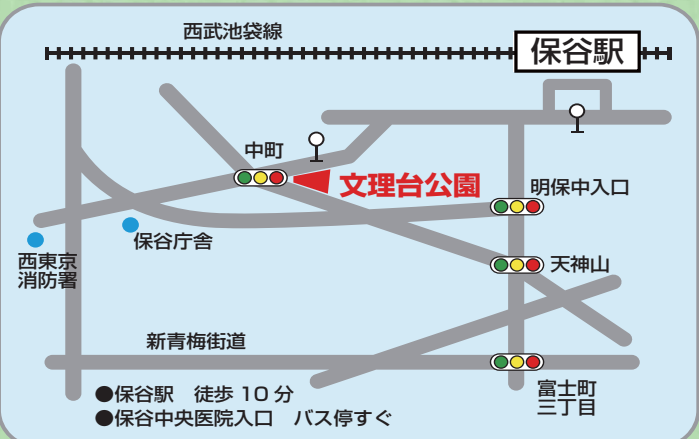 西武池袋線
保谷駅
中町
文理台公園
明保中入口
保谷庁舎
西東京
消防署
天神山
新青梅街道
富士町
三丁目
●保谷駅　徒歩 10 分
●保谷中央医院入口　バス停すぐ